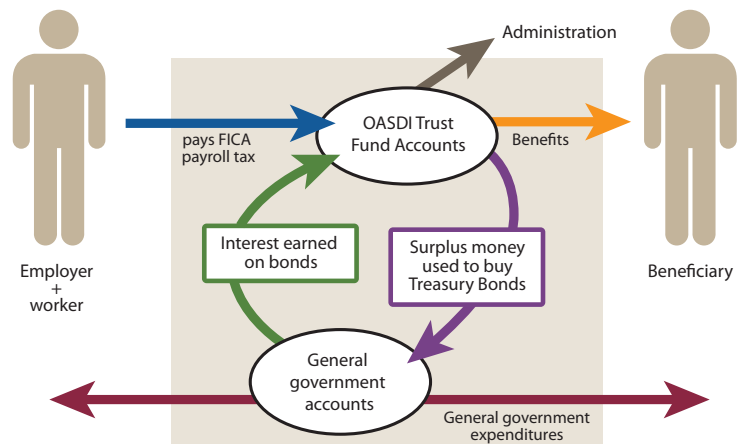 Administration
OASDI Trust
Fund Accounts
pays FICA
payroll tax
Benefits
Interest earned
on bonds
Surplus money
used to buy
Treasury Bonds
Employer
+
worker
Beneficiary
General
government
accounts
General government
expenditures